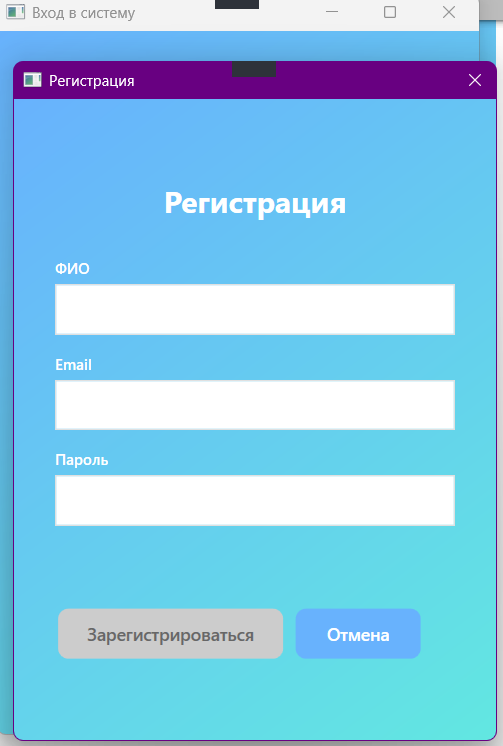 Вход в систему
Регистрация
Регистрация
ФИО
Email
Пароль
Зарегистрироваться
Отмена